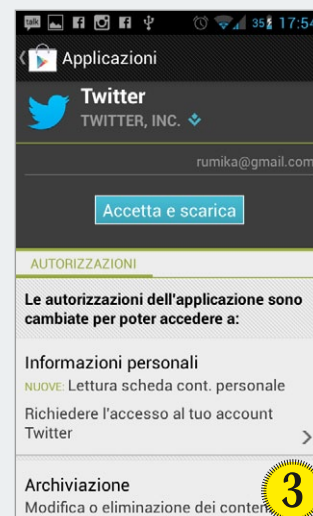 talk 35 17:54
Applicazioni
Twitter
TWITTER, INC.
rumika@gmail.com
Accetta e scarica
AUTORIZZAZIONI
Le autorizzazioni dell'applicazione sono
cambiate per poter accedere a:
Informazioni personali
NUOVE: Lettura scheda cont. personale
Richiedere l'accesso al tuo account
Twitter
Archiviazione
Modifica o eliminazione dei
3